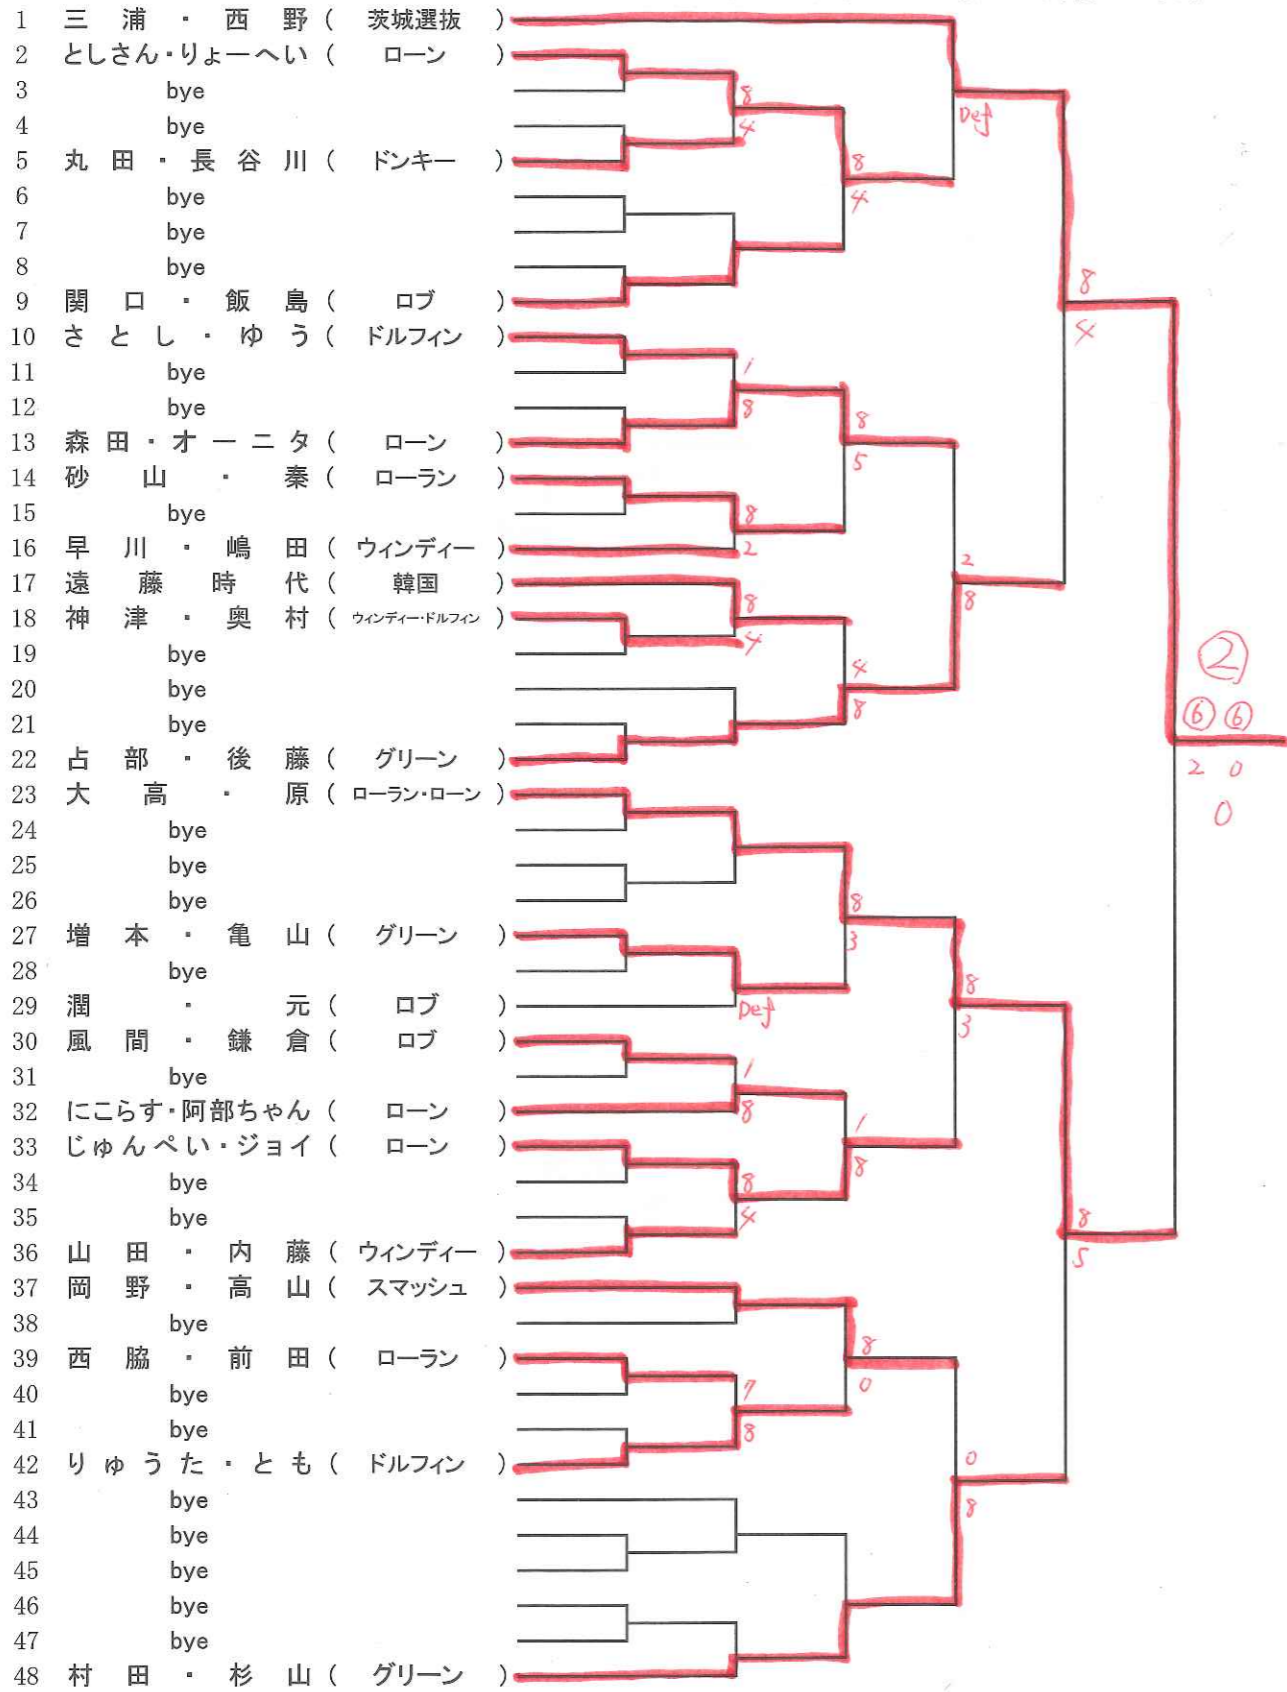 1 三浦・西野 ( 茨城選抜 )
2 としさん・りょーへい ( ローン )
3 bye
8
4
Def
4 bye
5 丸田・長谷川 ( ドンキー )
8
4
6 bye
7 bye
8 bye
8
4
9 関口・飯島 ( ロブ )
10 さとし・ゆう ( ドルフィン )
11 bye
1
8
12 bye
8
5
13 森田・オーニタ ( ローン )
14 砂山・秦 ( ローラン )
15 bye
8
2
16 早川・嶋田 ( ウィンディー )
17 遠藤時代 ( 韓国 )
2
8
8
4
18 神津・奥村 ( ウィンディー・ドルフィン )
19 bye
4
8
20 bye
21 bye
22 占部・後藤 ( グリーン )
②
⑥ ⑥
2 0
0
23 大高・原 ( ローラン・ローン )
24 bye
25 bye
26 bye
8
3
27 増本・亀山 ( グリーン )
28 bye
8
3
29 潤・元 ( ロブ )
Def
30 風間・鎌倉 ( ロブ )
31 bye
1
8
32 にこらす・阿部ちゃん ( ローン )
33 じゅんぺい・ジョイ ( ローン )
1
8
34 bye
8
4
35 bye
8
5
36 山田・内藤 ( ウィンディー )
37 岡野・高山 ( スマッシュ )
38 bye
8
0
39 西脇・前田 ( ローラン )
40 bye
7
8
41 bye
42 りゅうた・とも ( ドルフィン )
0
8
43 bye
44 bye
45 bye
46 bye
47 bye
48 村田・杉山 ( グリーン )